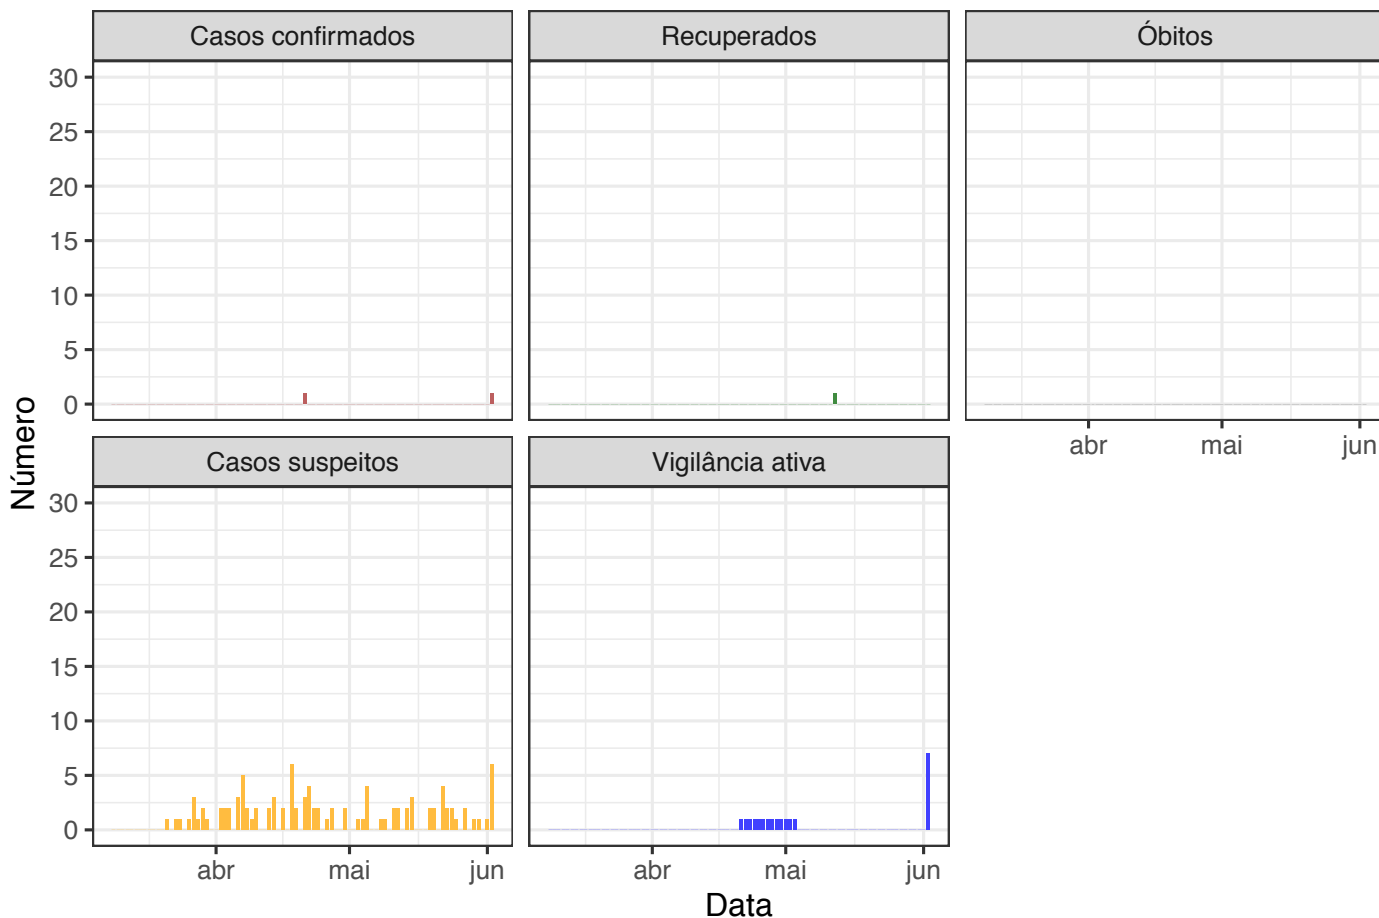 Casos confirmados
Recuperados
Óbitos
30
25
20
15
10
5
0
abr mai jun
Número
Casos suspeitos
Vigilância ativa
30
25
20
15
10
5
0
abr mai jun
abr mai jun
Data